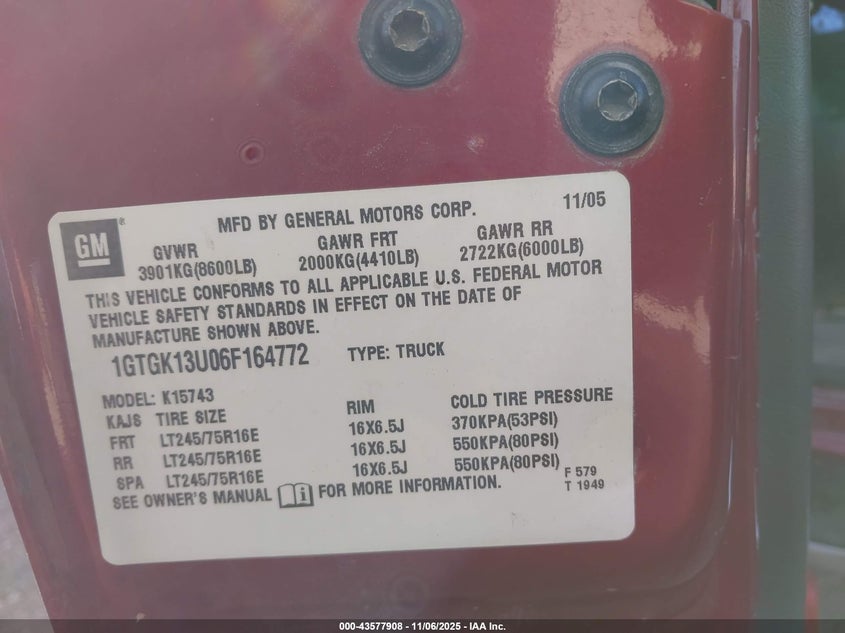 GM
®
MFD BY GENERAL MOTORS CORP. 11/05
GVWR GAWR FRT GAWR RR
3901KG(8600LB) 2000KG(4410LB) 2722KG(6000LB)
THIS VEHICLE CONFORMS TO ALL APPLICABLE U.S. FEDERAL MOTOR
VEHICLE SAFETY STANDARDS IN EFFECT ON THE DATE OF
MANUFACTURE SHOWN ABOVE.
1GTGK13U06F164772 TYPE: TRUCK
MODEL: K15743
KAJS TIRE SIZE RIM COLD TIRE PRESSURE
FRT LT245/75R16E 16X6.5J 370KPA(53PSI)
RR LT245/75R16E 16X6.5J 550KPA(80PSI)
SPA LT245/75R16E 16X6.5J 550KPA(80PSI)
SEE OWNER'S MANUAL FOR MORE INFORMATION.
F 579
T 1949
000-43577908 - 11/06/2025 - IAA Inc.